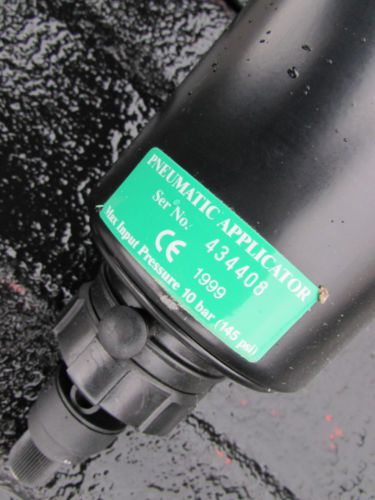 PNEUMATIC APPLICATOR
Ser No.: 434408
CE 1999
Max Input Pressure 10 bar (145 psi)